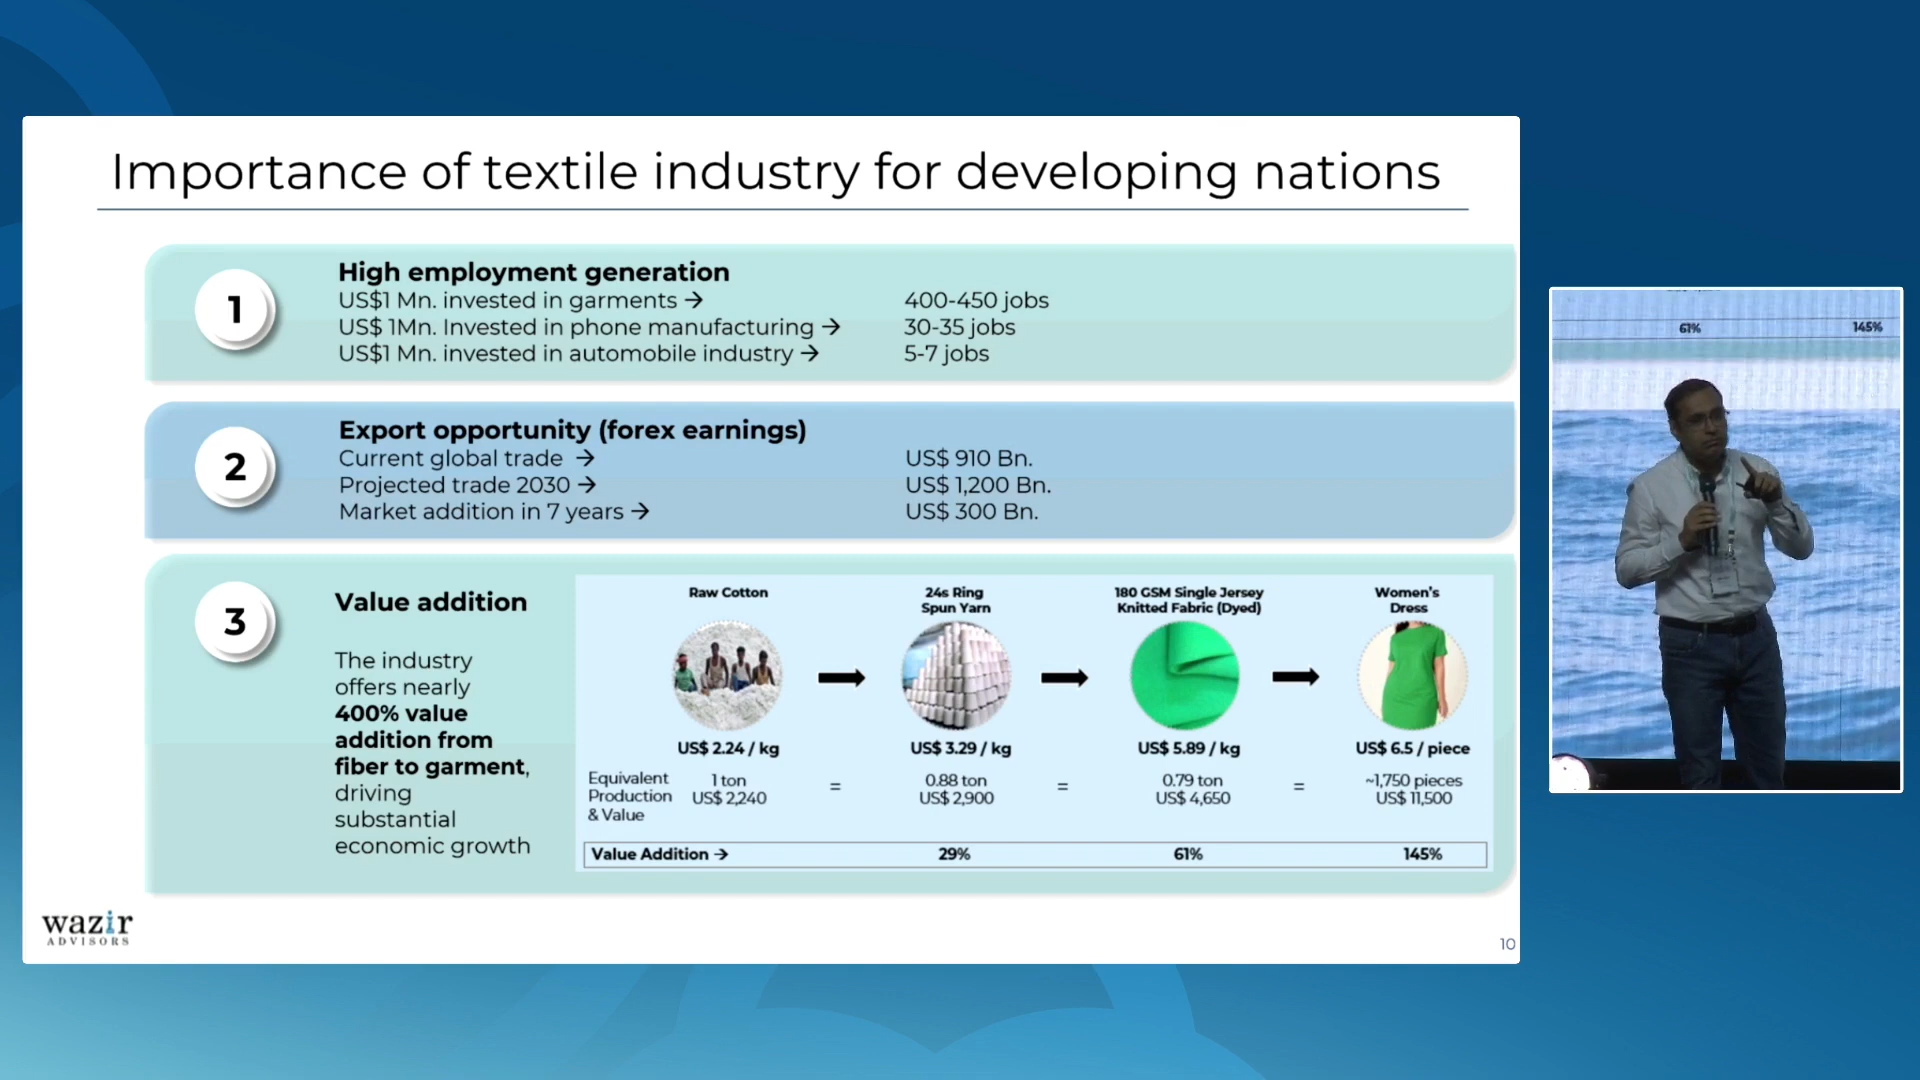 Importance of textile industry for developing nations
1
High employment generation
US$1 Mn. invested in garments → 400-450 jobs
US$ 1Mn. Invested in phone manufacturing → 30-35 jobs
US$1 Mn. invested in automobile industry → 5-7 jobs
2
Export opportunity (forex earnings)
Current global trade → US$ 910 Bn.
Projected trade 2030 → US$ 1,200 Bn.
Market addition in 7 years → US$ 300 Bn.
3
Value addition
The industry
offers nearly
400% value
addition from
fiber to garment,
driving
substantial
economic growth
Raw Cotton
24s Ring
Spun Yarn
180 GSM Single Jersey
Knitted Fabric (Dyed)
Women's
Dress
US$ 2.24 / kg
US$ 3.29 / kg
US$ 5.89 / kg
US$ 6.5 / piece
Equivalent
Production
& Value
1 ton
US$ 2,240
=
0.88 ton
US$ 2,900
=
0.79 ton
US$ 4,650
=
~1,750 pieces
US$ 11,500
Value Addition → 29% 61% 145%
wazir
ADVISORS
10
61% 145%